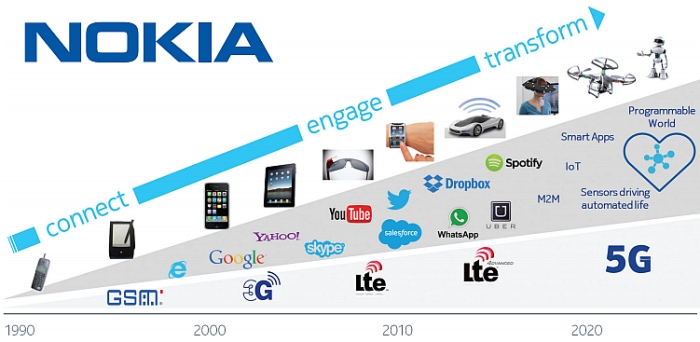 NOKIA
connect
engage
transform
Programmable
World
Smart Apps
Spotify
IoT
Dropbox
Sensors driving
automated life
M2M
YouTube
salesforce
WhatsApp
UBER
YAHOO!
skype
Google
GSM
3G
lte
lte
ADVANCED
5G
1990
2000
2010
2020